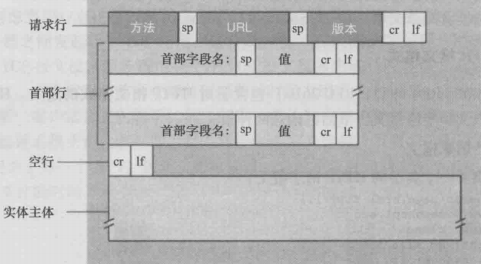 请求行 方法 sp URL sp 版本 cr lf
首部字段名： sp 值 cr lf
首部行
首部字段名： sp 值 cr lf
空行 cr lf
实体主体